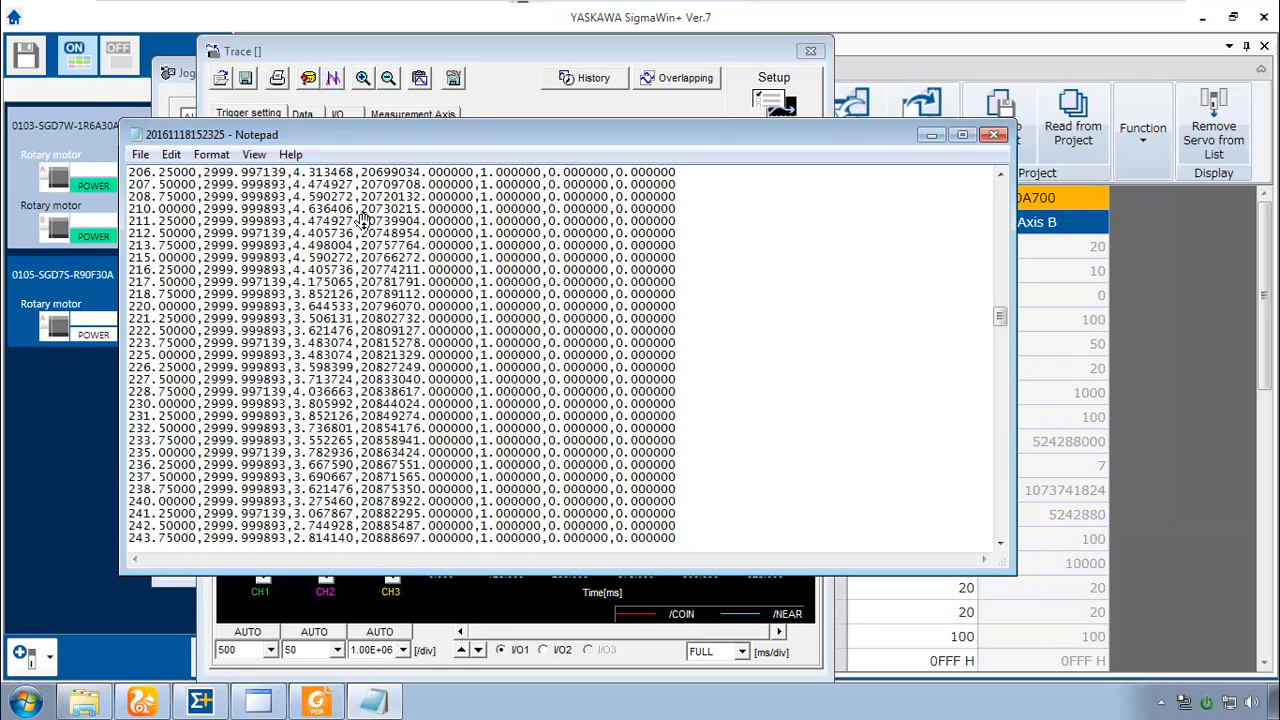 YASKAWA SigmaWin+ Ver.7
ON
OFF
Trace []
Jog
CSV
History
Overlapping
Setup
Trigger setting
Data
I/O
Measurement Axis
0103-SGD7W-1R6A30A
Rotary motor
A
POWER
Rotary motor
B
POWER
0105-SGD7S-R90F30A
Rotary motor
A
POWER
20161118152325 - Notepad
File Edit Format View Help
206.25000,2999.997139,4.313468,20699034.000000,1.000000,0.000000,0.000000
207.50000,2999.999893,4.474927,20709708.000000,1.000000,0.000000,0.000000
208.75000,2999.999893,4.590272,20720132.000000,1.000000,0.000000,0.000000
210.00000,2999.999893,4.636406,20730215.000000,1.000000,0.000000,0.000000
211.25000,2999.999893,4.474927,20739904.000000,1.000000,0.000000,0.000000
212.50000,2999.997139,4.405736,20748954.000000,1.000000,0.000000,0.000000
213.75000,2999.999893,4.498004,20757764.000000,1.000000,0.000000,0.000000
215.00000,2999.999893,4.590272,20766272.000000,1.000000,0.000000,0.000000
216.25000,2999.999893,4.405736,20774211.000000,1.000000,0.000000,0.000000
217.50000,2999.997139,4.175065,20781791.000000,1.000000,0.000000,0.000000
218.75000,2999.999893,3.852126,20789112.000000,1.000000,0.000000,0.000000
220.00000,2999.999893,3.644533,20796070.000000,1.000000,0.000000,0.000000
221.25000,2999.999893,3.506131,20802732.000000,1.000000,0.000000,0.000000
222.50000,2999.999893,3.621476,20809127.000000,1.000000,0.000000,0.000000
223.75000,2999.997139,3.483074,20815278.000000,1.000000,0.000000,0.000000
225.00000,2999.999893,3.483074,20821329.000000,1.000000,0.000000,0.000000
226.25000,2999.999893,3.598399,20827249.000000,1.000000,0.000000,0.000000
227.50000,2999.999893,3.713724,20833040.000000,1.000000,0.000000,0.000000
228.75000,2999.997139,4.036663,20838617.000000,1.000000,0.000000,0.000000
230.00000,2999.999893,3.805992,20844024.000000,1.000000,0.000000,0.000000
231.25000,2999.999893,3.852126,20849274.000000,1.000000,0.000000,0.000000
232.50000,2999.999893,3.736801,20854176.000000,1.000000,0.000000,0.000000
233.75000,2999.999893,3.552265,20858941.000000,1.000000,0.000000,0.000000
235.00000,2999.997139,3.782936,20863424.000000,1.000000,0.000000,0.000000
236.25000,2999.999893,3.667590,20867551.000000,1.000000,0.000000,0.000000
237.50000,2999.999893,3.690667,20871565.000000,1.000000,0.000000,0.000000
238.75000,2999.999893,3.621476,20875350.000000,1.000000,0.000000,0.000000
240.00000,2999.999893,3.275460,20878922.000000,1.000000,0.000000,0.000000
241.25000,2999.997139,3.067867,20882295.000000,1.000000,0.000000,0.000000
242.50000,2999.999893,2.744928,20885487.000000,1.000000,0.000000,0.000000
243.75000,2999.999893,2.814140,20888697.000000,1.000000,0.000000,0.000000
Read from
Project
Function
Remove
Servo from
List
Project
Display
0A700
Axis B
20
10
0
100
50
20
1000
100
524288000
7
1073741824
5242880
100
10000
20 20
20 20
100 100
0FFF H 0FFF H
CH1 CH2 CH3
Time[ms]
/COIN /NEAR
AUTO AUTO AUTO
500 50 1.00E+06 [/div]
I/O1 I/O2 I/O3
FULL [ms/div]
PDF